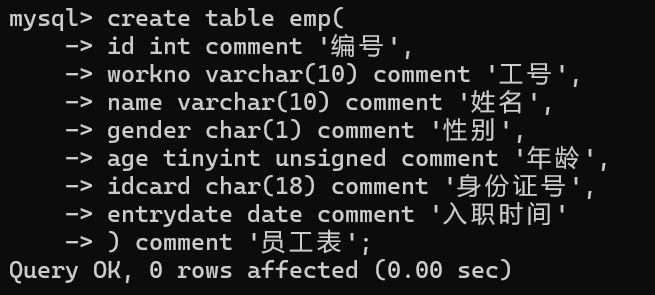 mysql> create table emp(
    -> id int comment '编号',
    -> workno varchar(10) comment '工号',
    -> name varchar(10) comment '姓名',
    -> gender char(1) comment '性别',
    -> age tinyint unsigned comment '年龄',
    -> idcard char(18) comment '身份证号',
    -> entrydate date comment '入职时间'
    -> ) comment '员工表';
Query OK, 0 rows affected (0.00 sec)